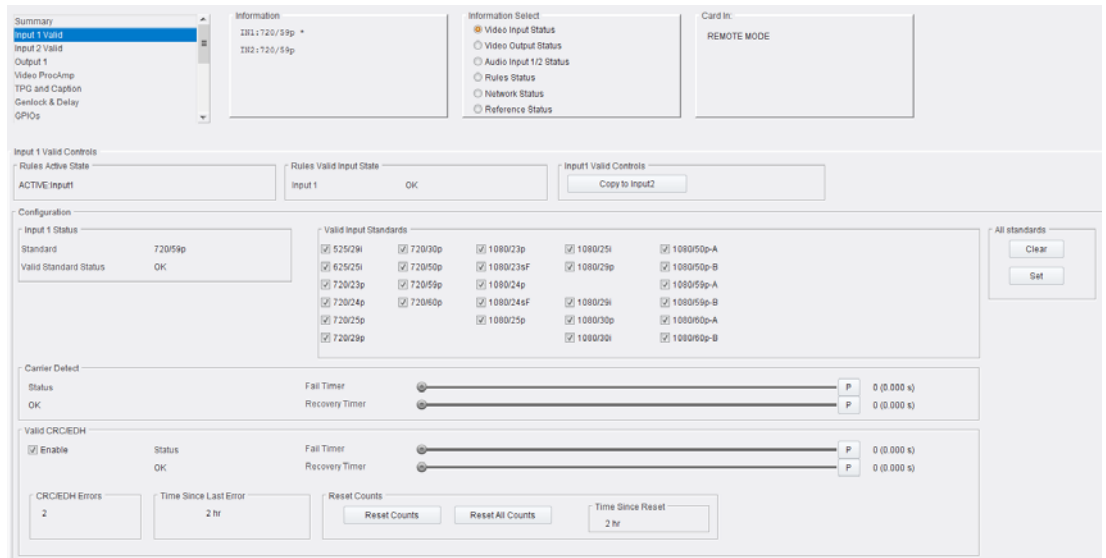 Summary
Input 1 Valid
Input 2 Valid
Output 1
Video ProcAmp
TPG and Caption
Genlock & Delay
GPIOs
Information
IN1:720/59p *
IN2:720/59p
Information Select
Video Input Status
Video Output Status
Audio Input 1/2 Status
Rules Status
Network Status
Reference Status
Card In:
REMOTE MODE
Input 1 Valid Controls
Rules Active State
ACTIVE:Input1
Rules Valid Input State
Input 1 OK
Input1 Valid Controls
Copy to Input2
Configuration
Input 1 Status
Standard 720/59p
Valid Standard Status OK
Valid Input Standards
525/29i 720/30p 1080/23p 1080/25i 1080/50p-A
625/25i 720/50p 1080/23sF 1080/29p 1080/50p-B
720/23p 720/59p 1080/24p 1080/59p-A
720/24p 720/60p 1080/24sF 1080/29i 1080/59p-B
720/25p 1080/25p 1080/30p 1080/60p-A
720/29p 1080/30i 1080/60p-B
All standards
Clear
Set
Carrier Detect
Status Fail Timer P 0 (0.000 s)
OK Recovery Timer P 0 (0.000 s)
Valid CRC/EDH
Enable Status Fail Timer P 0 (0.000 s)
OK Recovery Timer P 0 (0.000 s)
CRC/EDH Errors
2
Time Since Last Error
2 hr
Reset Counts
Reset Counts Reset All Counts
Time Since Reset
2 hr